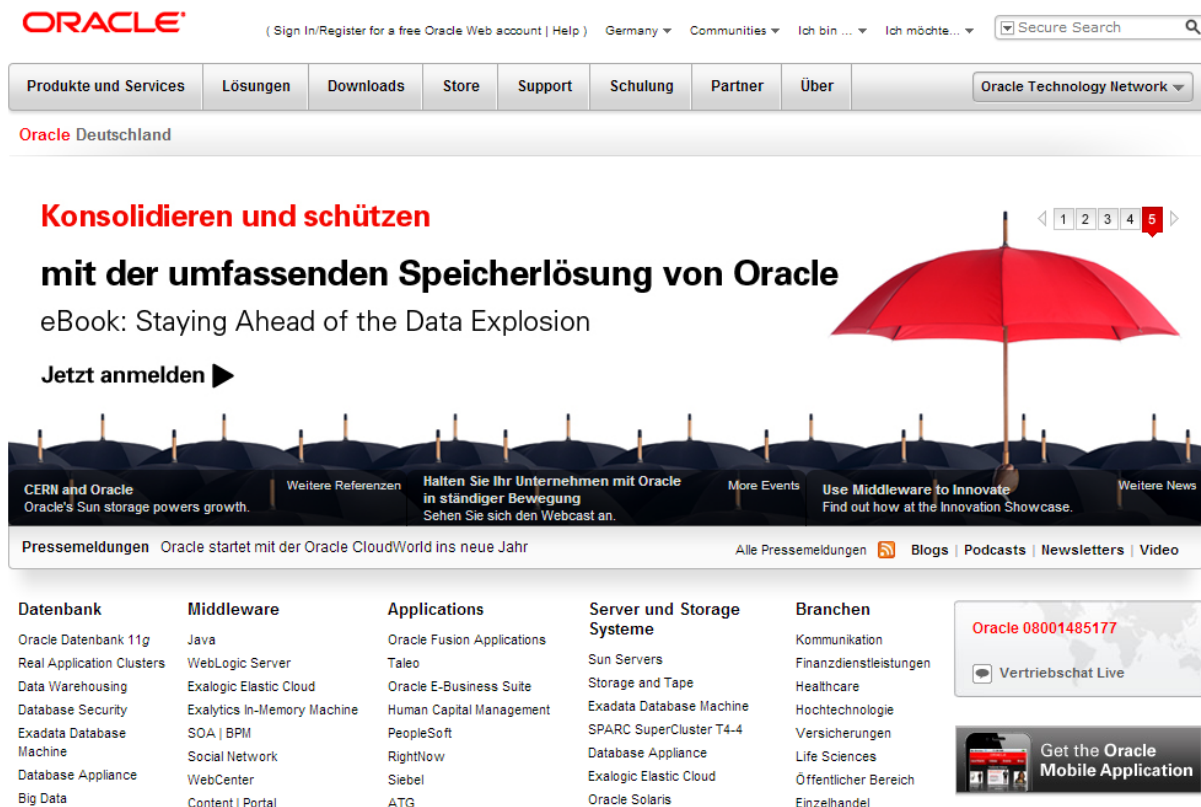 ORACLE
( Sign In/Register for a free Oracle Web account | Help ) Germany Communities Ich bin ... Ich möchte... Secure Search
Produkte und Services Lösungen Downloads Store Support Schulung Partner Über Oracle Technology Network
Oracle Deutschland
Konsolidieren und schützen
1 2 3 4 5
mit der umfassenden Speicherlösung von Oracle
eBook: Staying Ahead of the Data Explosion
Jetzt anmelden
CERN and Oracle
Oracle's Sun storage powers growth.
Weitere Referenzen
Halten Sie Ihr Unternehmen mit Oracle
in ständiger Bewegung
Sehen Sie sich den Webcast an.
More Events
Use Middleware to Innovate
Find out how at the Innovation Showcase.
Weitere News
Pressemeldungen Oracle startet mit der Oracle CloudWorld ins neue Jahr
Alle Pressemeldungen Blogs | Podcasts | Newsletters | Video
Datenbank
Oracle Datenbank 11g
Real Application Clusters
Data Warehousing
Database Security
Exadata Database
Machine
Database Appliance
Big Data
Middleware
Java
WebLogic Server
Exalogic Elastic Cloud
Exalytics In-Memory Machine
SOA | BPM
Social Network
WebCenter
Content | Portal
Applications
Oracle Fusion Applications
Taleo
Oracle E-Business Suite
Human Capital Management
PeopleSoft
RightNow
Siebel
ATG
Server und Storage
Systeme
Sun Servers
Storage and Tape
Exadata Database Machine
SPARC SuperCluster T4-4
Database Appliance
Exalogic Elastic Cloud
Oracle Solaris
Branchen
Kommunikation
Finanzdienstleistungen
Healthcare
Hochtechnologie
Versicherungen
Life Sciences
Öffentlicher Bereich
Einzelhandel
Oracle 08001485177
Vertriebschat Live
Get the Oracle
Mobile Application